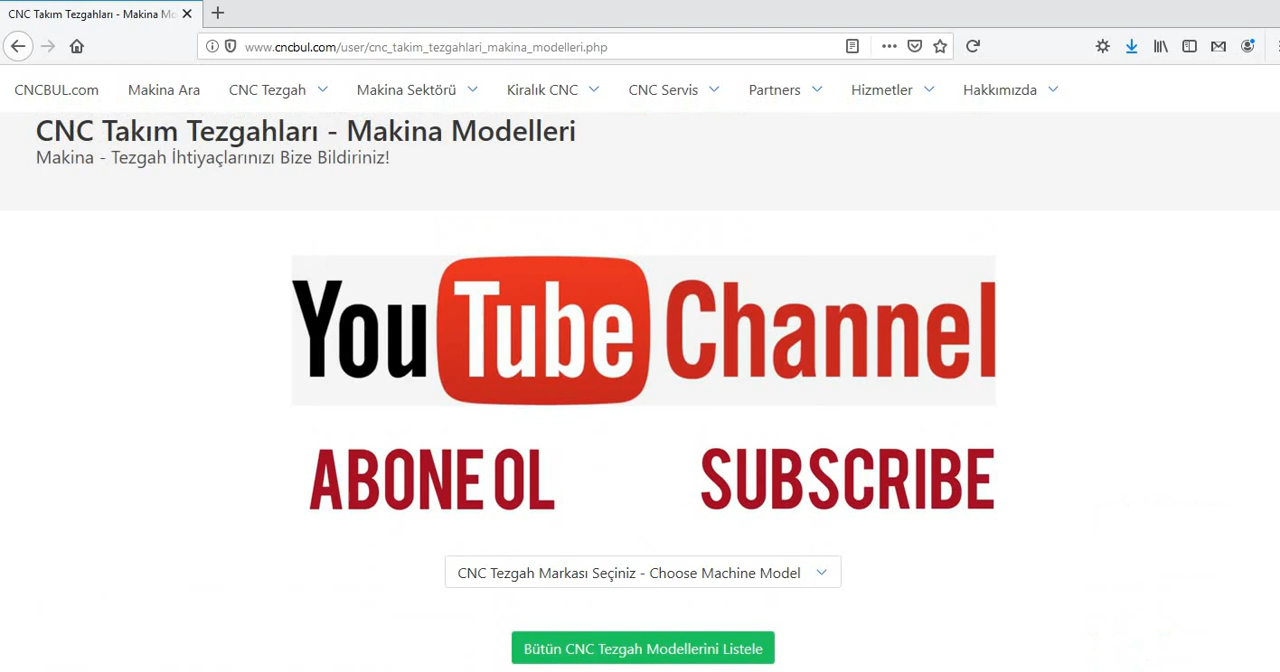 CNC Takım Tezgahları - Makina Mo
www.cncbul.com/user/cnc_takim_tezgahlari_makina_modelleri.php
CNCBUL.com Makina Ara CNC Tezgah Makina Sektörü Kiralık CNC CNC Servis Partners Hizmetler Hakkımızda
CNC Takım Tezgahları - Makina Modelleri
Makina - Tezgah İhtiyaçlarınızı Bize Bildiriniz!
YouTube Channel
ABONE OL SUBSCRIBE
CNC Tezgah Markası Seçiniz - Choose Machine Model
Bütün CNC Tezgah Modellerini Listele